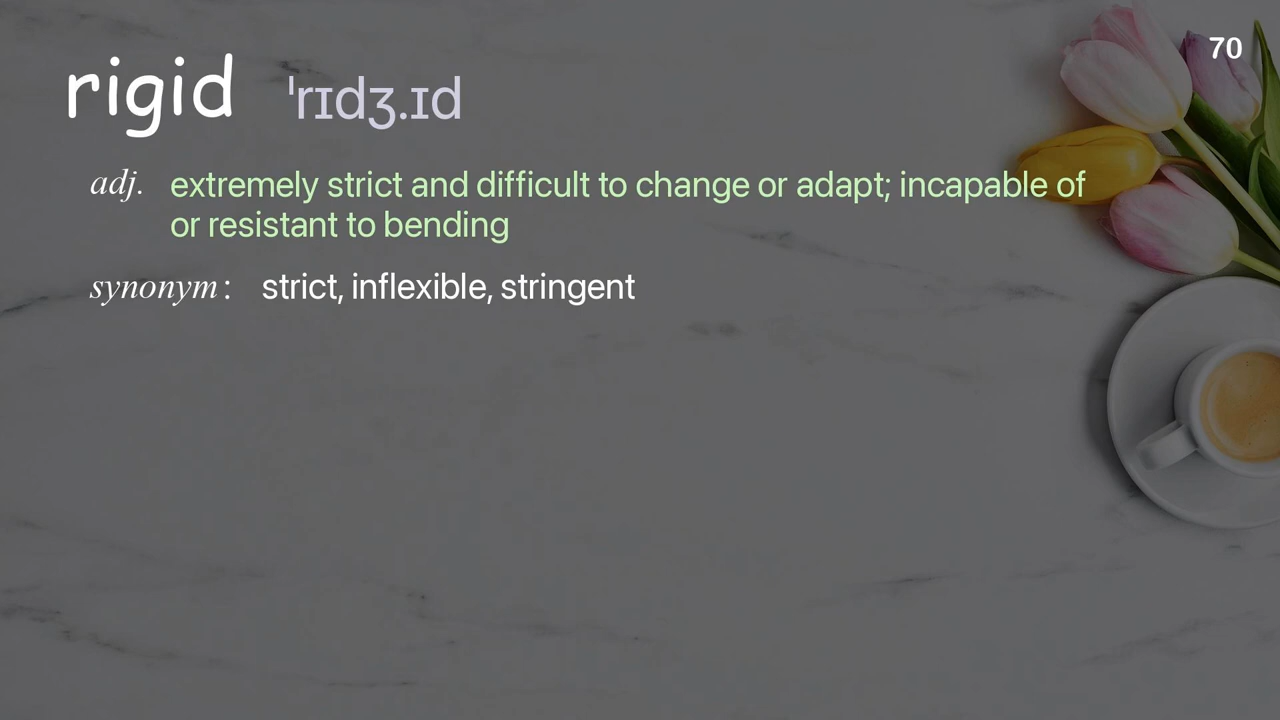 70
rigid ˈrɪdʒ.ɪd
adj. extremely strict and difficult to change or adapt; incapable of
or resistant to bending
synonym : strict, inflexible, stringent